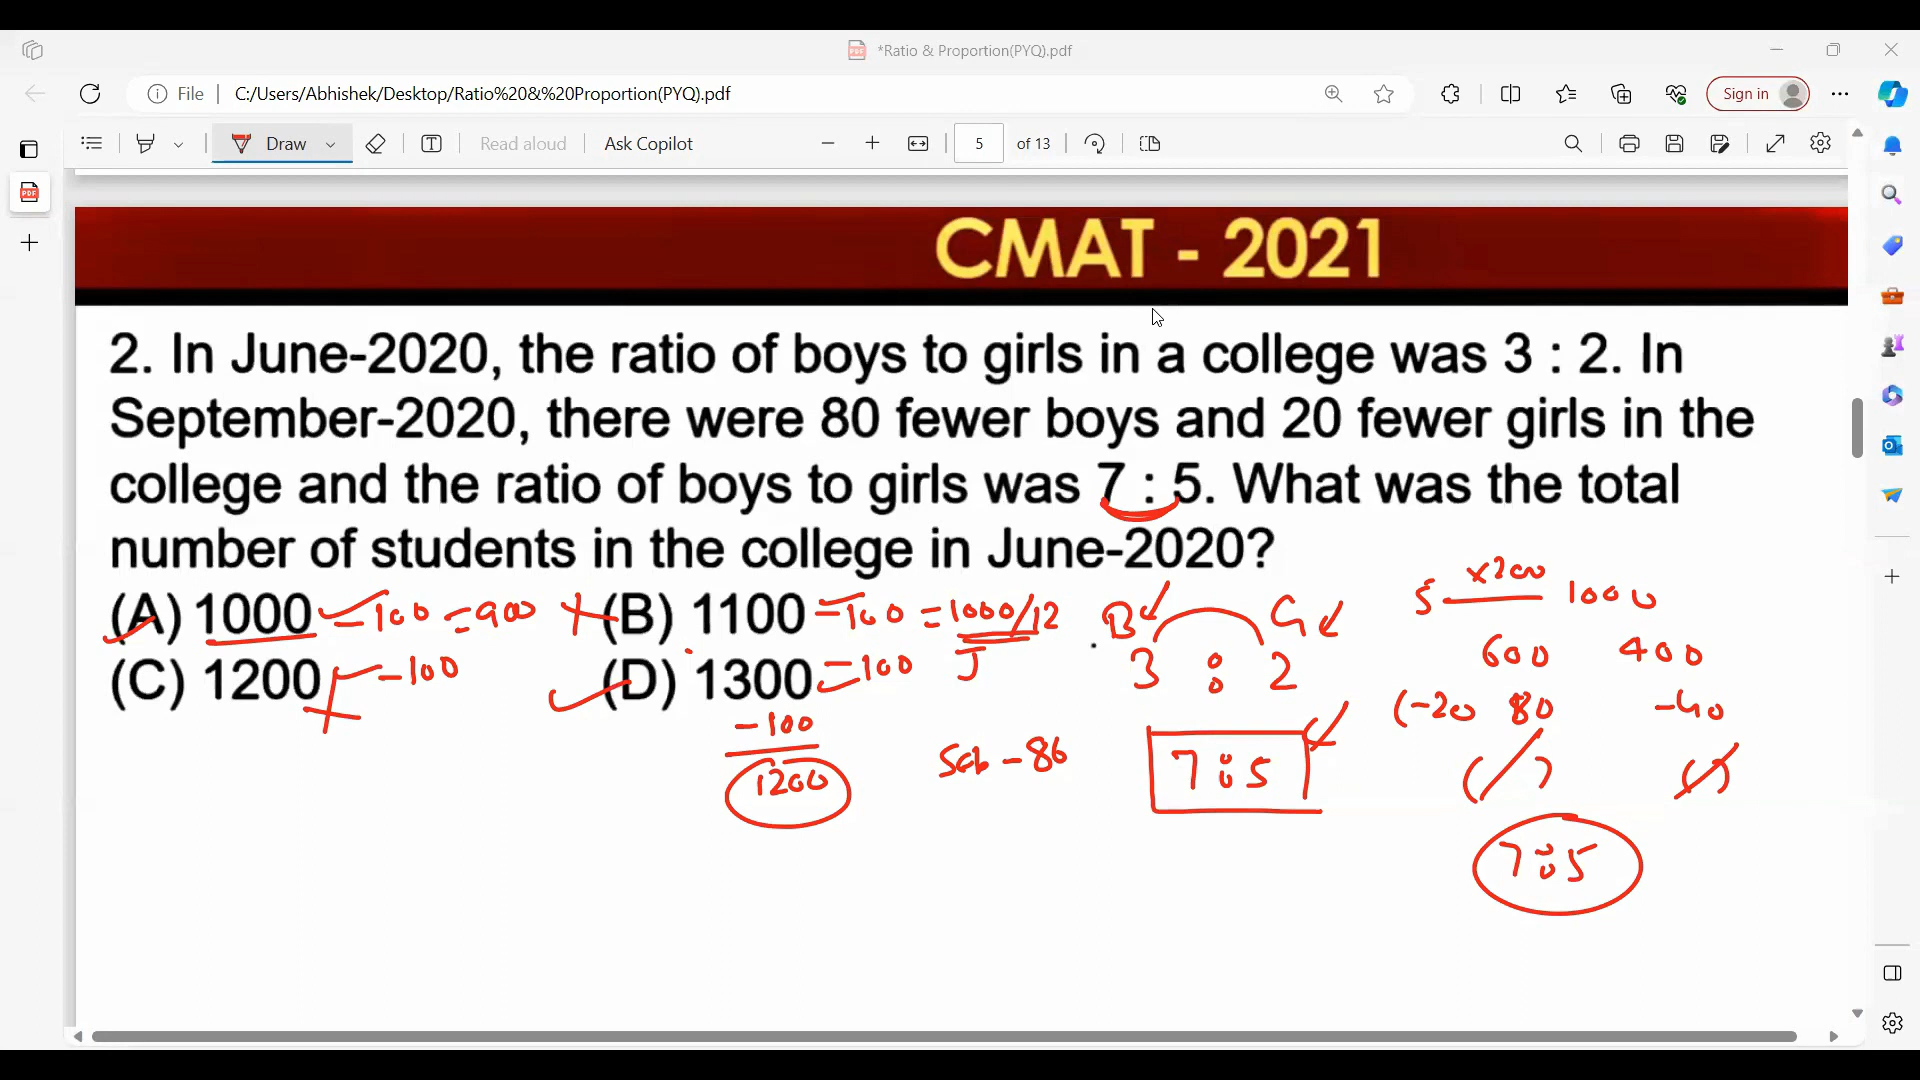 *Ratio & Proportion(PYQ).pdf
File C:/Users/Abhishek/Desktop/Ratio%20&%20Proportion(PYQ).pdf
Sign in
Draw
Read aloud
Ask Copilot
5 of 13
CMAT - 2021
2. In June-2020, the ratio of boys to girls in a college was 3 : 2. In
September-2020, there were 80 fewer boys and 20 fewer girls in the
college and the ratio of boys to girls was 7 : 5. What was the total
number of students in the college in June-2020?
(A) 1000 - 100 = 900 (B) 1100 - 100 = 1000/12
(C) 1200 - 100 (D) 1300 - 100
J
- 100
1200
B G
3 : 2
7 : 5
5 ×200 1000
600 400
(-20 80 -40
7 : 5